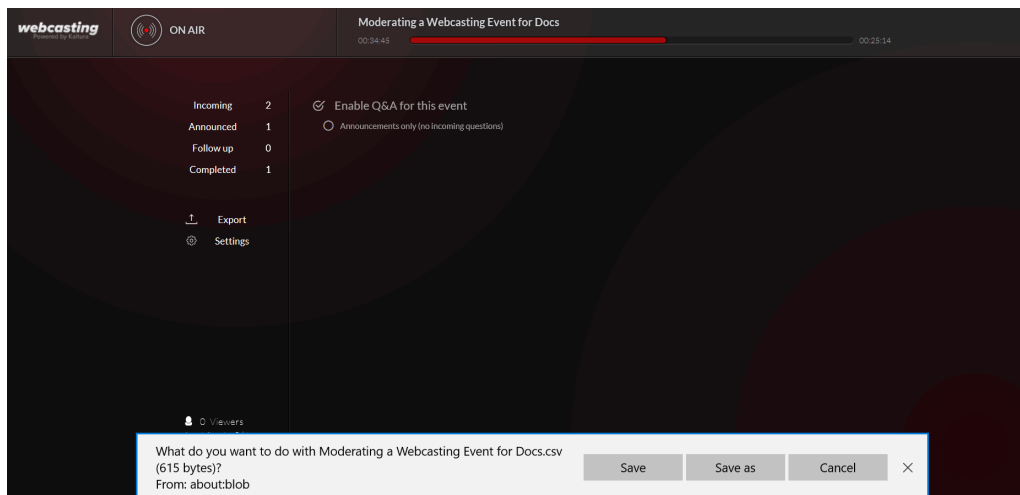 webcasting
Powered by Kaltura
ON AIR
Moderating a Webcasting Event for Docs
00:34:45
00:25:14
Incoming 2
Announced 1
Follow up 0
Completed 1
Enable Q&A for this event
Announcements only (no incoming questions)
Export
Settings
0 Viewers
What do you want to do with Moderating a Webcasting Event for Docs.csv
(615 bytes)?
From: about:blob
Save
Save as
Cancel